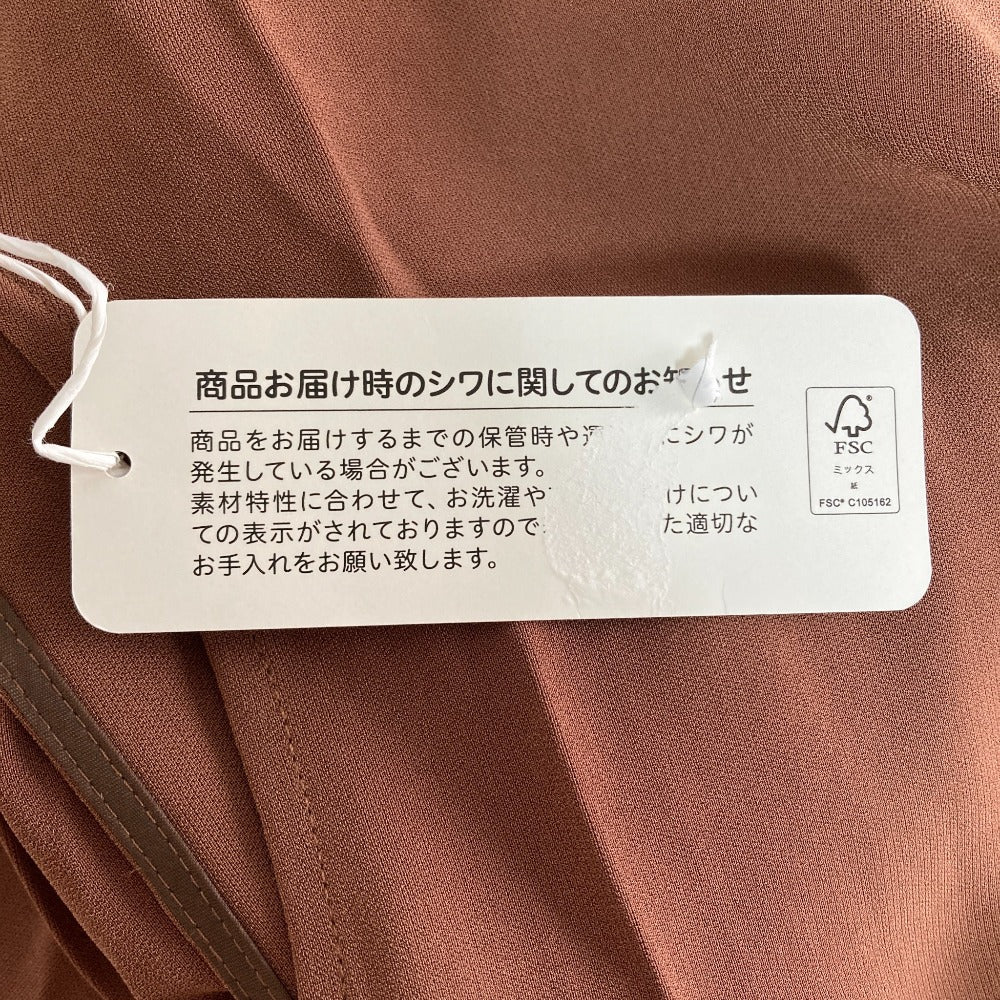 商品お届け時のシワに関してのお知らせ
商品をお届けするまでの保管時や運 にシワが
発生している場合がございます。
素材特性に合わせて、お洗濯や けについ
ての表示がされておりますので た適切な
お手入れをお願い致します。
FSC
ミックス
紙
FSC® C105162